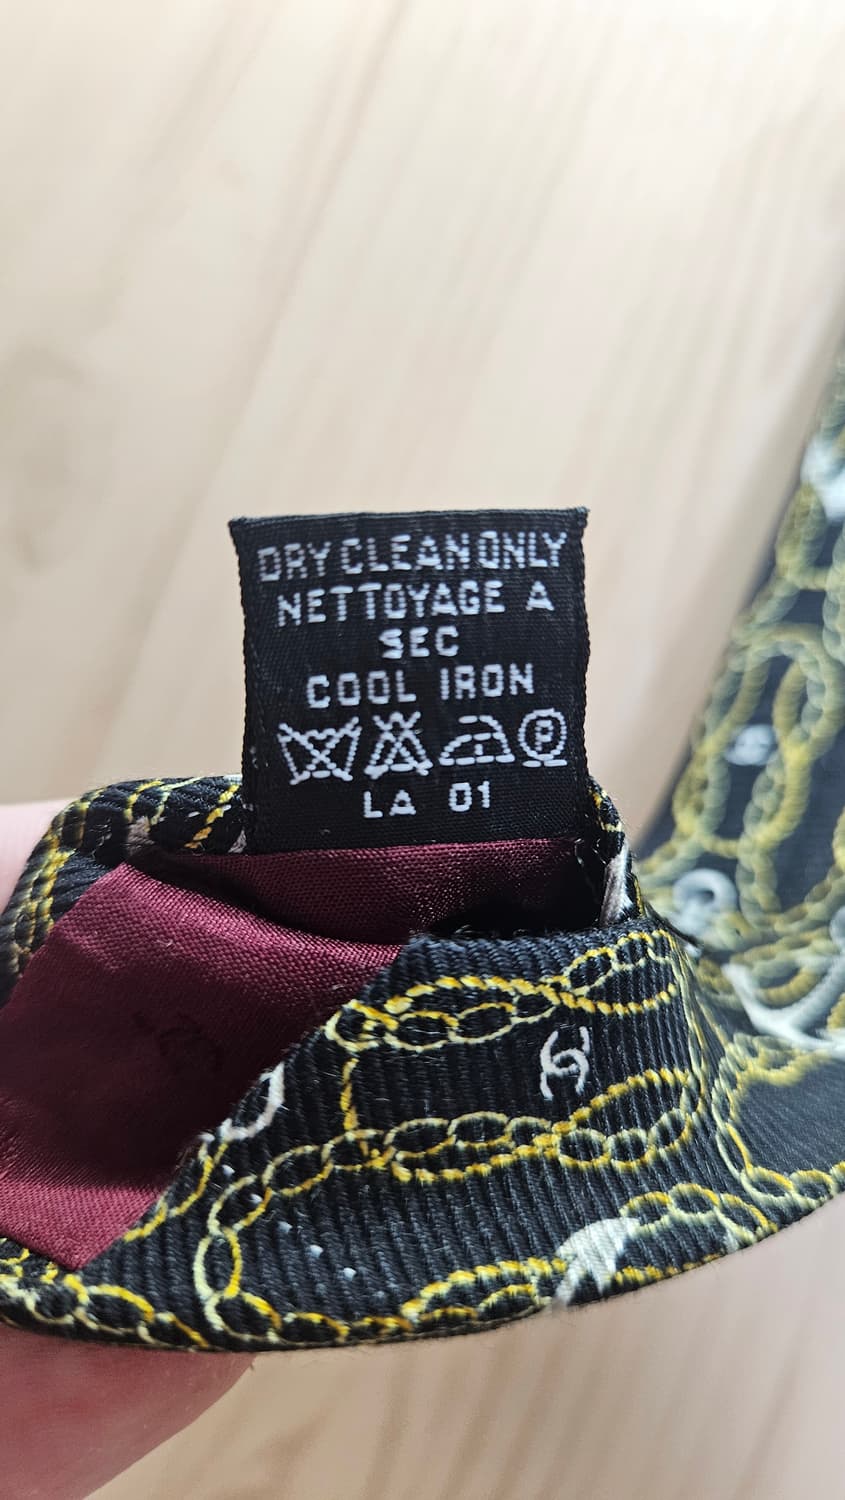 DRY CLEAN ONLY
NETTOYAGE A
SEC
COOL IRON
P
LA 01